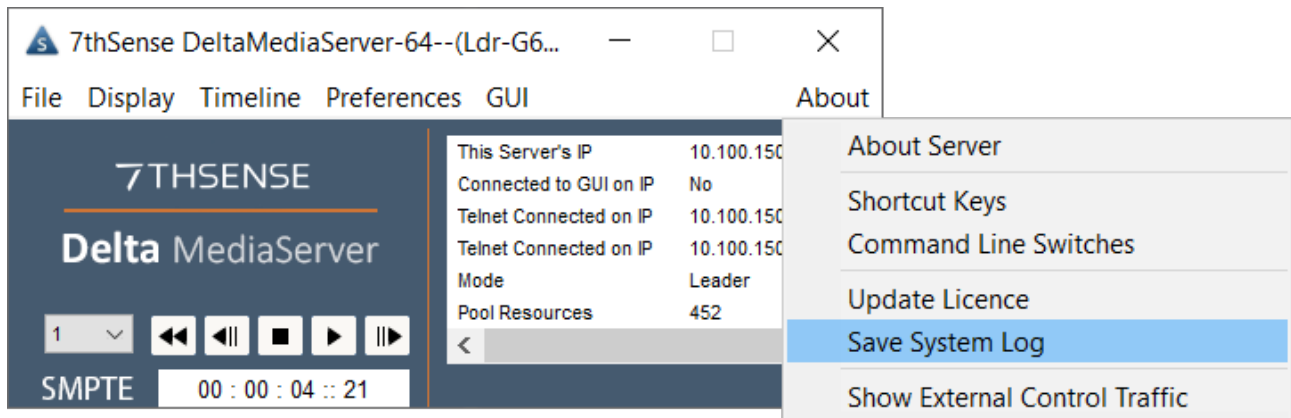 7thSense DeltaMediaServer-64--(Ldr-G6...
File Display Timeline Preferences GUI About
7THSENSE
Delta MediaServer
1
SMPTE 00 : 00 : 04 :: 21
This Server's IP 10.100.150
Connected to GUI on IP No
Telnet Connected on IP 10.100.150
Telnet Connected on IP 10.100.150
Mode Leader
Pool Resources 452
About Server
Shortcut Keys
Command Line Switches
Update Licence
Save System Log
Show External Control Traffic